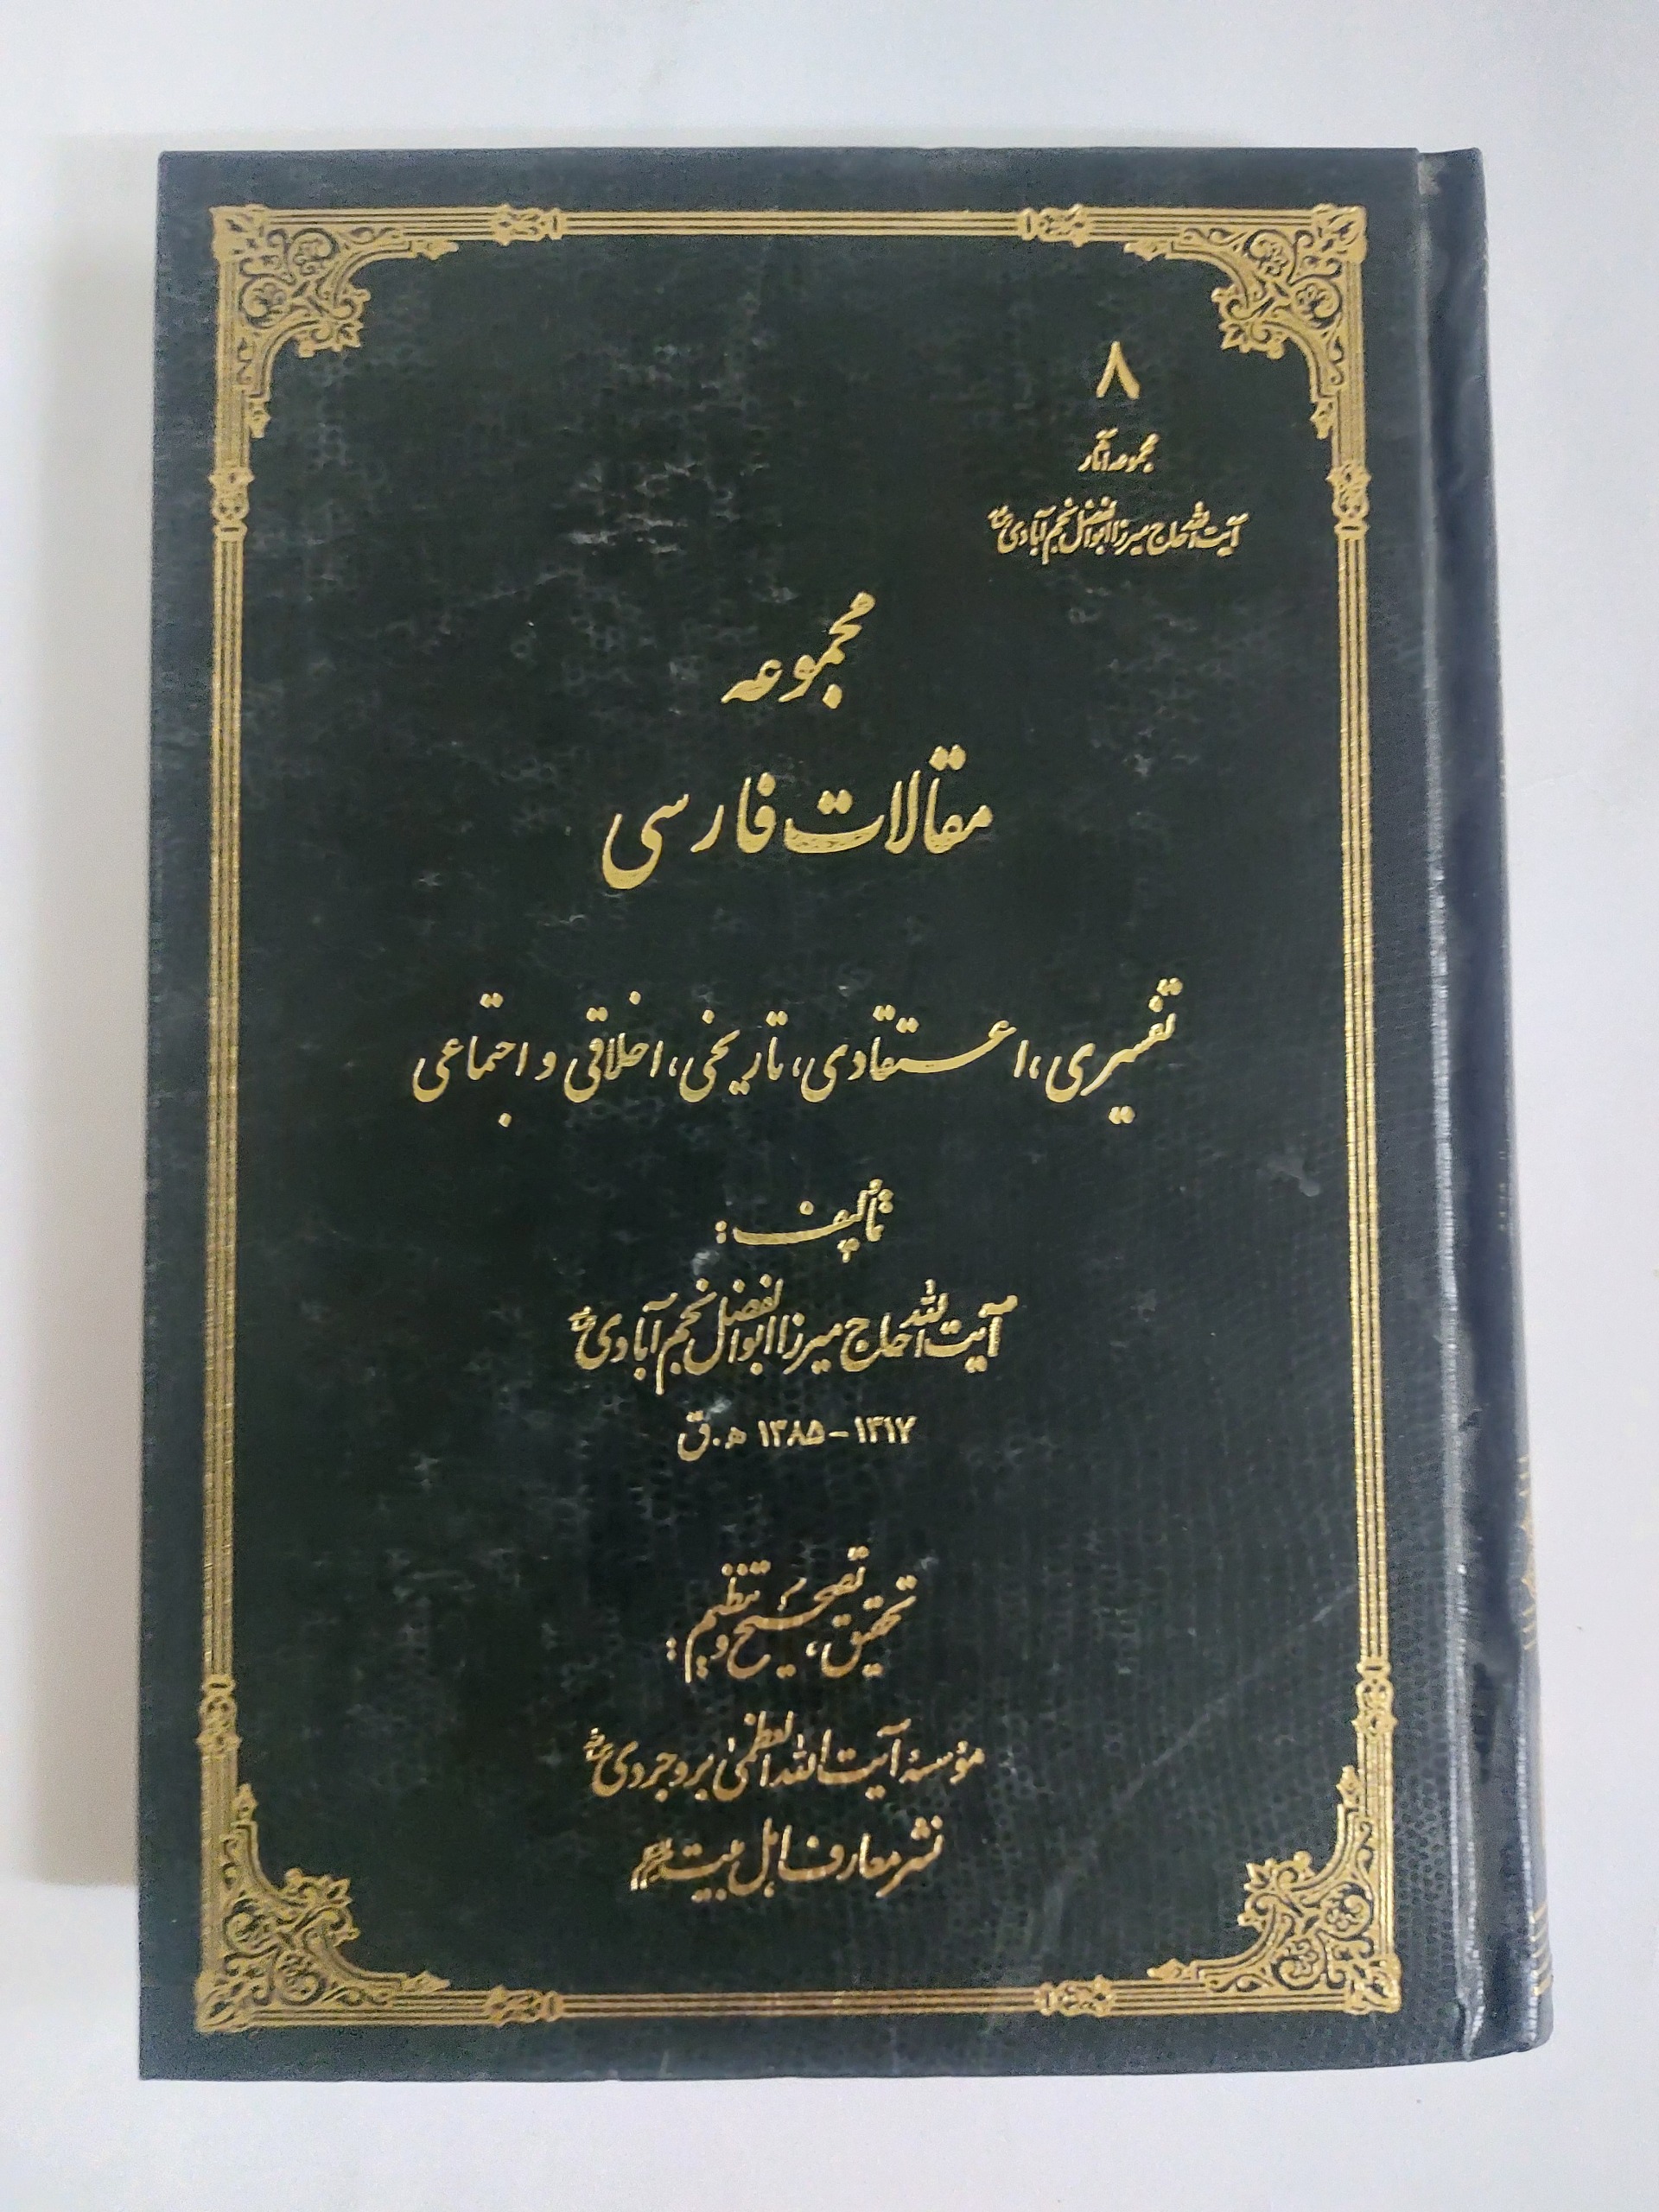 ۸
مجموعه آثار
آیت الله حاج میرزا ابوالفضل نجم‌آبادی
مجموعه
مقالات فارسی
تفسیری، اعتقادی، تاریخی، اخلاقی و اجتماعی
تألیف:
آیت الله حاج میرزا ابوالفضل نجم‌آبادی
۱۳۱۷ - ۱۳۸۵ ه‍ .ق
تحقیق، تصحیح و تنظیم:
مؤسسهٔ آیت الله العظمیٰ بروجردی
نشر معارف اهل بیت